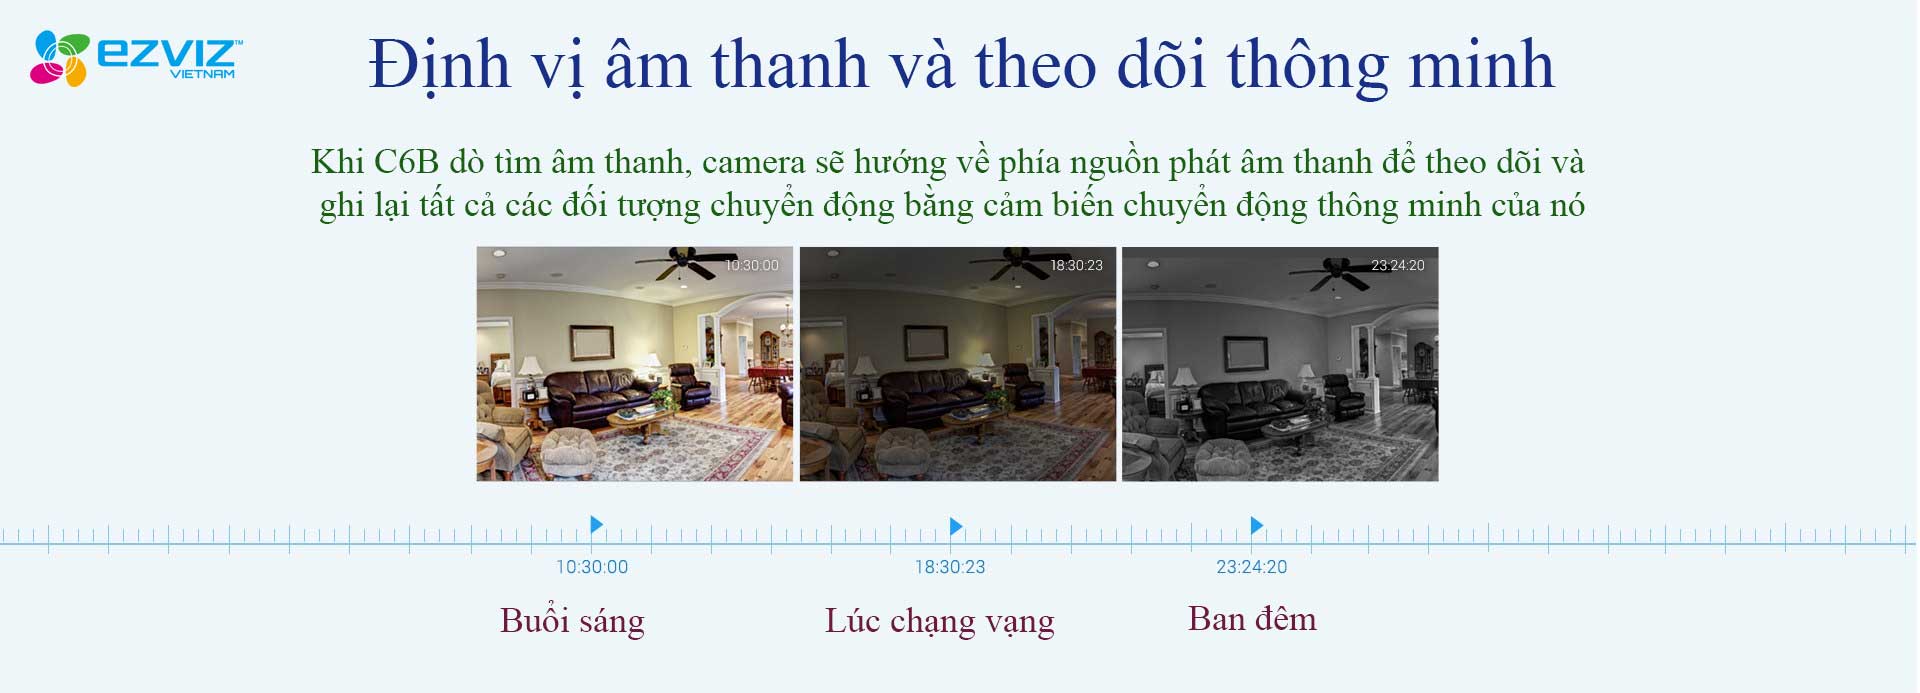 ezviz™
VIETNAM
Định vị âm thanh và theo dõi thông minh
Khi C6B dò tìm âm thanh, camera sẽ hướng về phía nguồn phát âm thanh để theo dõi và
ghi lại tất cả các đối tượng chuyển động bằng cảm biến chuyển động thông minh của nó
10:30:00
18:30:23
23:24:20
10:30:00
18:30:23
23:24:20
Buổi sáng
Lúc chạng vạng
Ban đêm